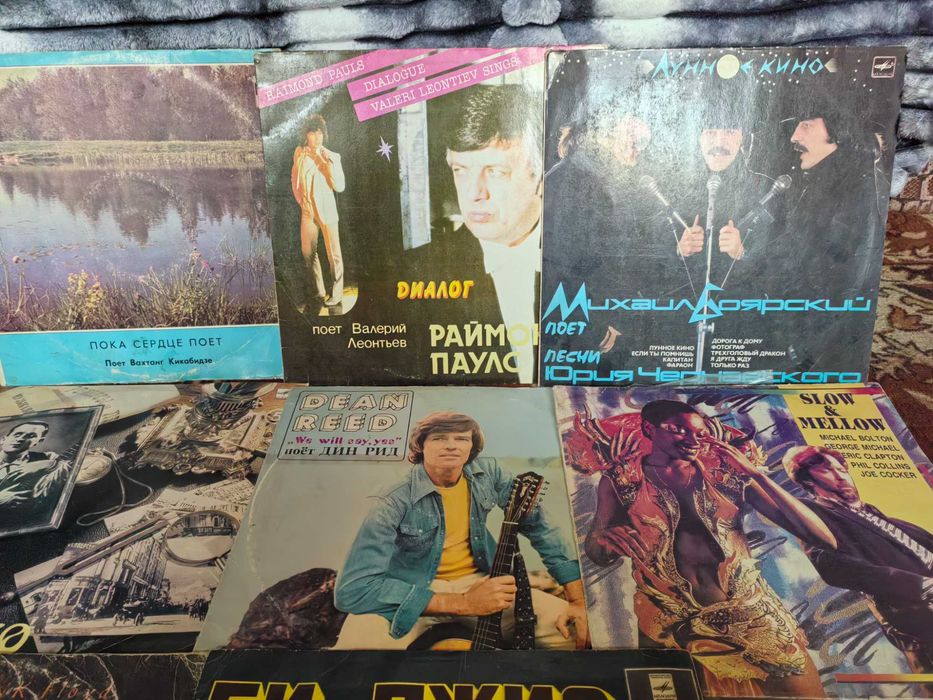 ПОКА СЕРДЦЕ ПОЕТ
Поет Вахтанг Кикабидзе
RAIMOND PAULS
DIALOGUE
VALERI LEONTIEV SINGS
ДИАЛОГ
поет Валерий
Леонтьев
РАЙМО
ПАУЛС
ЛУННОЕ КИНО
Михаил Боярский
поет
песни
Юрия Чернавского
ЛУННОЕ КИНО
ЕСЛИ ТЫ ПОМНИШЬ
КАПИТАН
ФАРАОН
ДОРОГА К ДОМУ
ФОТОГРАФ
ТРЕХГОЛОВЫЙ ДРАКОН
Я ДРУГА ЖДУ
ТОЛЬКО РАЗ
DEAN
REED
„We will say, yes"
поёт ДИН РИД
SLOW
&
MELLOW
MICHAEL BOLTON
GEORGE MICHAEL
ERIC CLAPTON
PHIL COLLINS
JOE COCKER